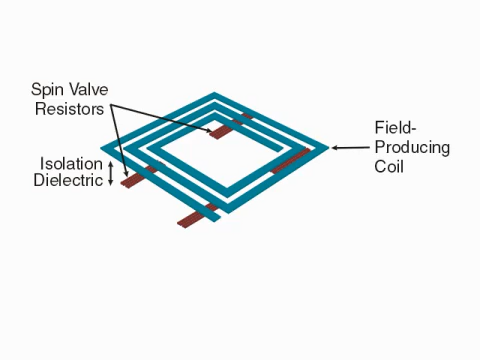 Spin Valve
Resistors
Isolation
Dielectric
Field-
Producing
Coil